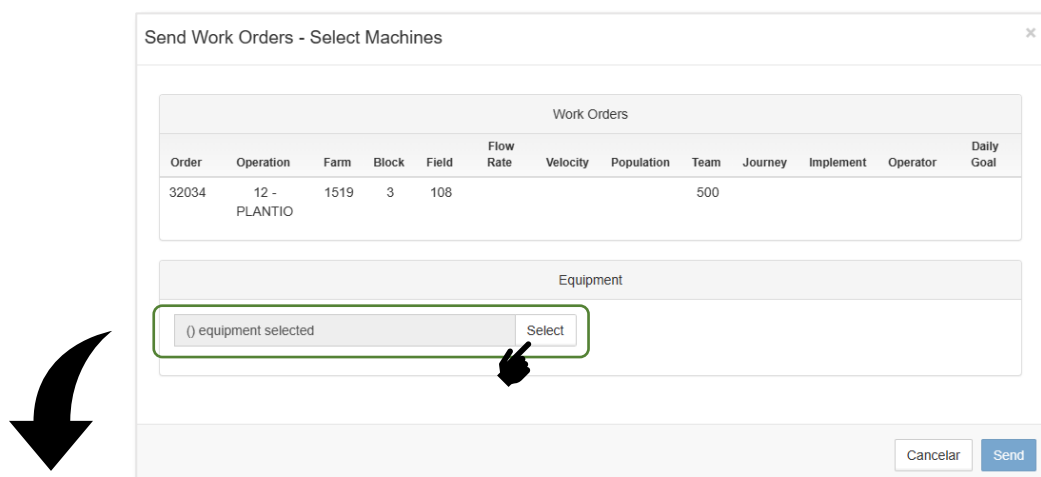 Send Work Orders - Select Machines
×
Work Orders
Order Operation Farm Block Field Flow Rate Velocity Population Team Journey Implement Operator Daily Goal
32034 12 - PLANTIO 1519 3 108 500
Equipment
() equipment selected Select
Cancelar Send